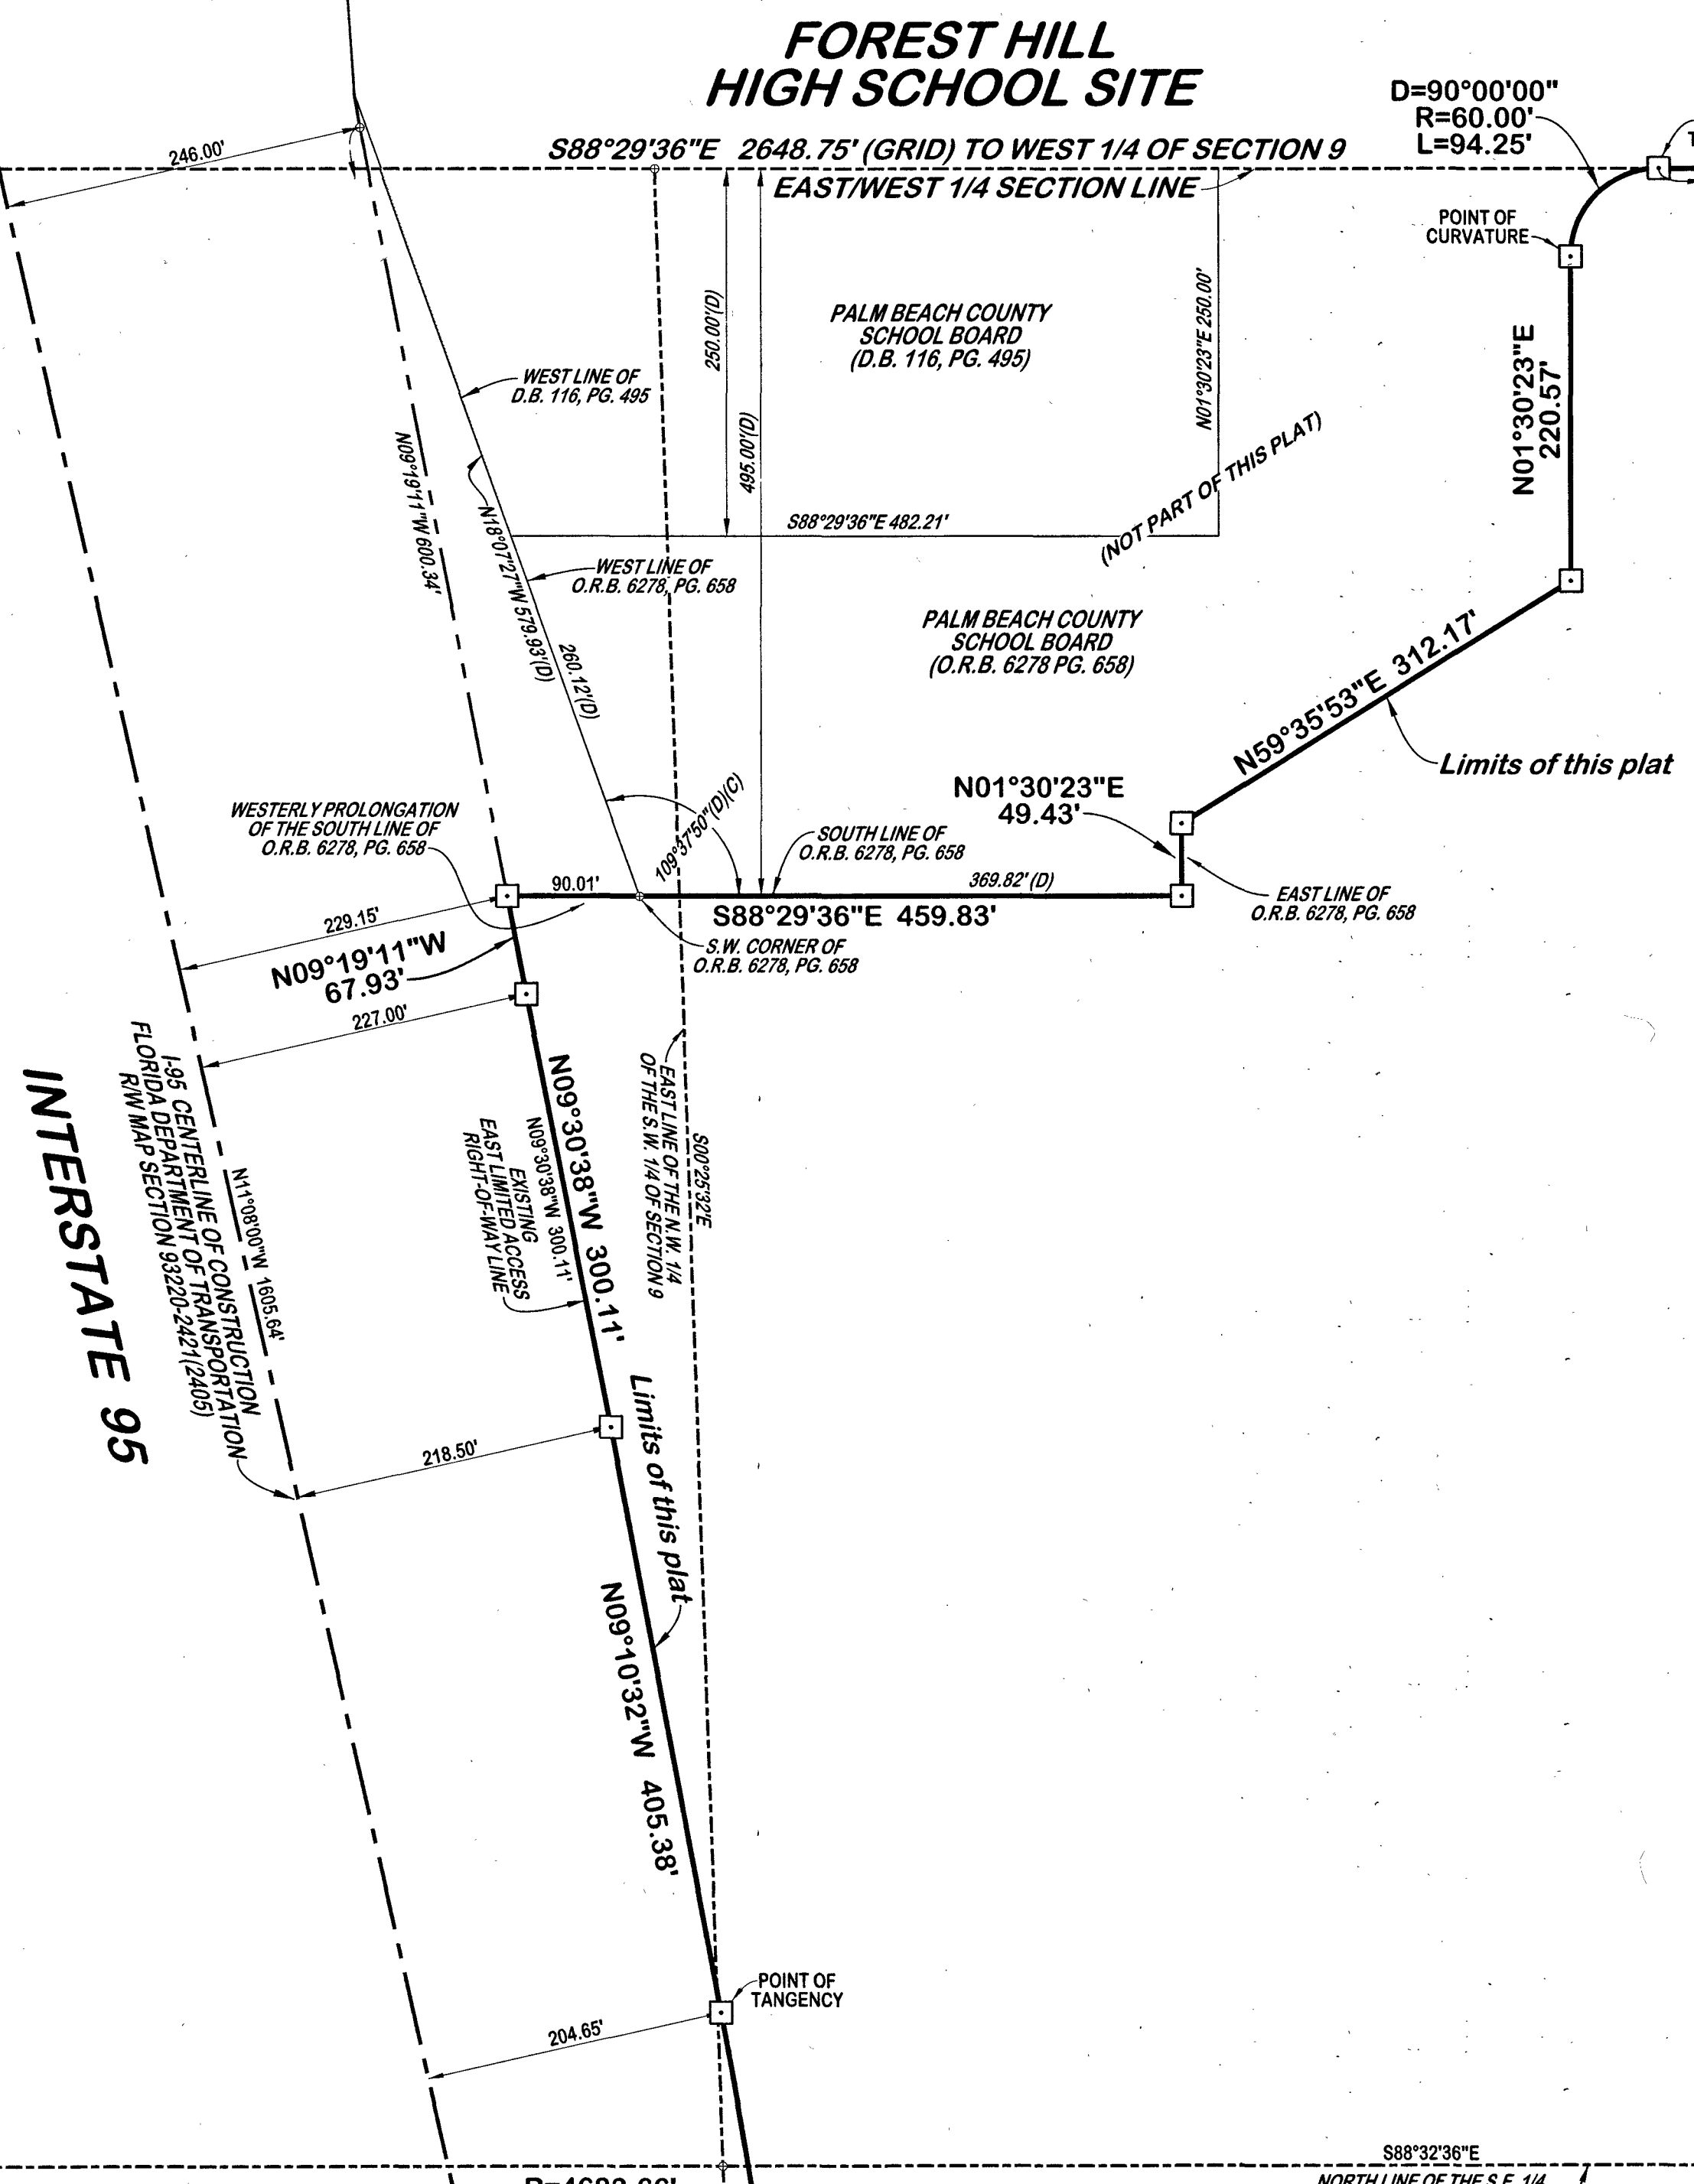 FOREST HILL
HIGH SCHOOL SITE
D=90°00'00"
R=60.00'
L=94.25'
246.00'
S88°29'36"E 2648.75' (GRID) TO WEST 1/4 OF SECTION 9
EAST/WEST 1/4 SECTION LINE
POINT OF
CURVATURE
250.00'(D)
495.00'(D)
PALM BEACH COUNTY
SCHOOL BOARD
(D.B. 116, PG. 495)
N01°30'23"E 250.00'
N01°30'23"E
220.57'
WEST LINE OF
D.B. 116, PG. 495
N09°19'11"W 600.34'
N18°07'27"W 579.93'(D)
S88°29'36"E 482.21'
(NOT PART OF THIS PLAT)
WEST LINE OF
O.R.B. 6278, PG. 658
260.12'(D)
PALM BEACH COUNTY
SCHOOL BOARD
(O.R.B. 6278 PG. 658)
N59°35'53"E 312.17'
Limits of this plat
N01°30'23"E
49.43'
WESTERLY PROLONGATION
OF THE SOUTH LINE OF
O.R.B. 6278, PG. 658
109°37'50"(D)(C)
SOUTH LINE OF
O.R.B. 6278, PG. 658
90.01'
369.82' (D)
EAST LINE OF
O.R.B. 6278, PG. 658
S88°29'36"E 459.83'
229.15'
S.W. CORNER OF
O.R.B. 6278, PG. 658
N09°19'11"W
67.93'
227.00'
INTERSTATE 95
I-95 CENTERLINE OF CONSTRUCTION
FLORIDA DEPARTMENT OF TRANSPORTATION
R/W MAP SECTION 93220-2421(2405)
N11°08'00"W 1605.64'
N09°30'38"W 300.11'
N09°30'38"W 300.11'
EXISTING
EAST LIMITED ACCESS
RIGHT-OF-WAY LINE
EAST LINE OF THE N.W. 1/4
OF THE S.W. 1/4 OF SECTION 9
S00°25'32"E
Limits of this plat
218.50'
N09°10'32"W 405.38'
POINT OF
TANGENCY
204.65'
S88°32'36"E
NORTH LINE OF THE S.E. 1/4